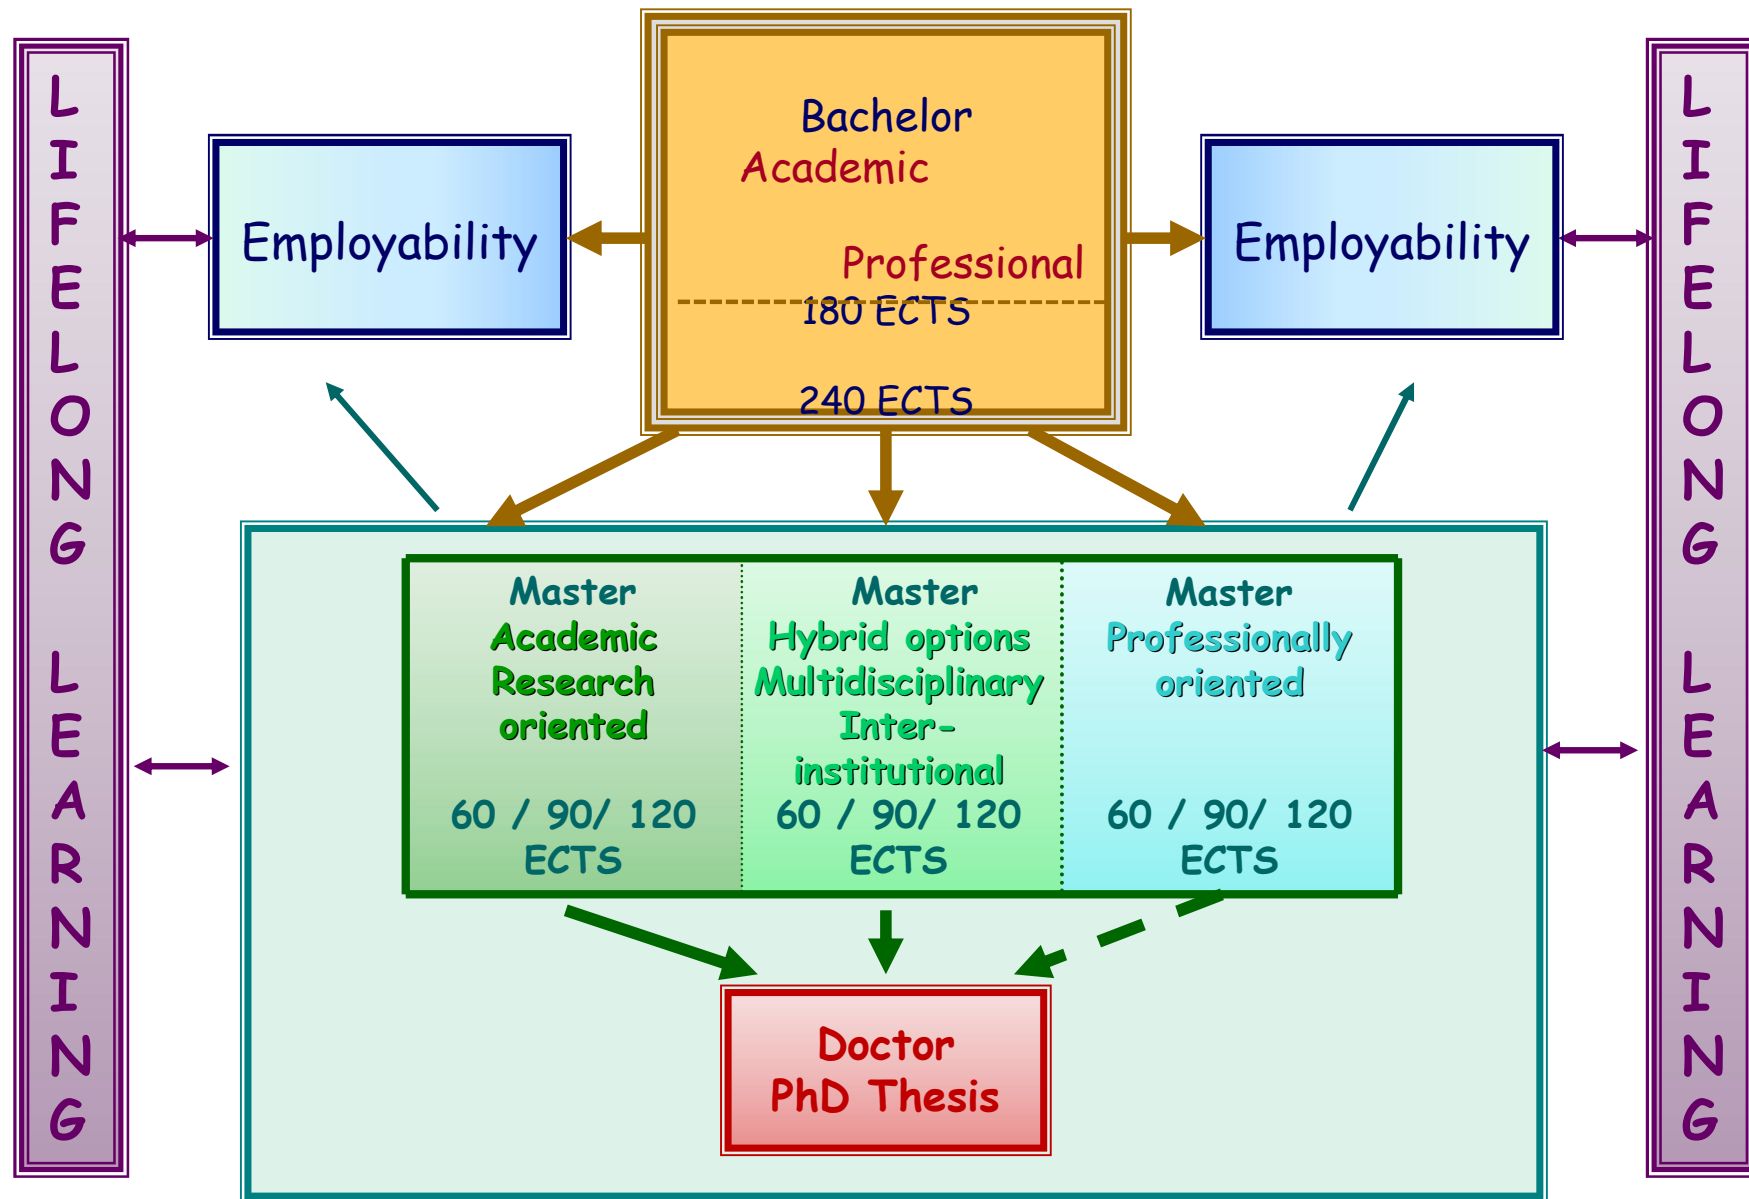 LIFELONG LEARNING
Employability
Bachelor
Academic
Professional
180 ECTS
240 ECTS
Employability
LIFELONG LEARNING
Master
Academic
Research
oriented
60 / 90/ 120
ECTS
Master
Hybrid options
Multidisciplinary
Inter-
institutional
60 / 90/ 120
ECTS
Master
Professionally
oriented
60 / 90/ 120
ECTS
Doctor
PhD Thesis